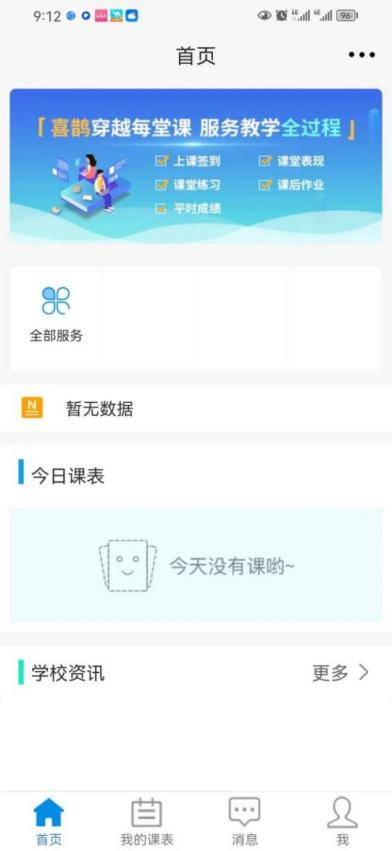 9:12
4G 4G 96
首页
「喜鹊穿越每堂课 服务教学全过程」
上课签到 课堂表现
课堂练习 课后作业
平时成绩
全部服务
N 暂无数据
今日课表
今天没有课哟~
学校资讯 更多
首页 我的课表 消息 我